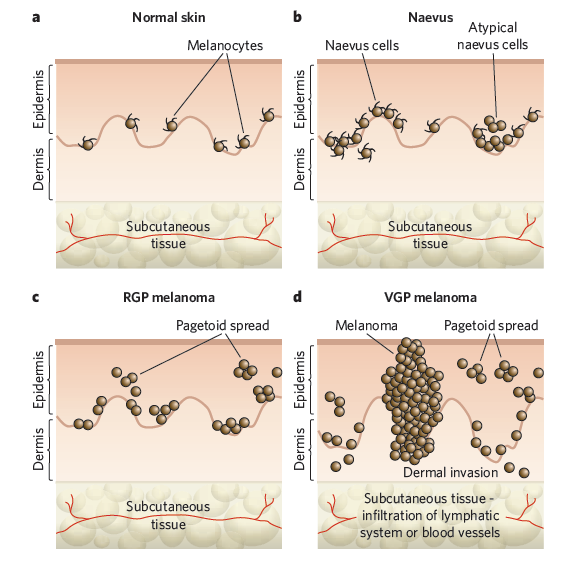 a
Normal skin
Melanocytes
Epidermis
Dermis
Subcutaneous
tissue
b
Naevus
Naevus cells
Atypical
naevus cells
Epidermis
Dermis
Subcutaneous
tissue
c
RGP melanoma
Pagetoid spread
Epidermis
Dermis
Subcutaneous
tissue
d
VGP melanoma
Melanoma
Pagetoid spread
Epidermis
Dermis
Dermal invasion
Subcutaneous tissue -
infiltration of lymphatic
system or blood vessels